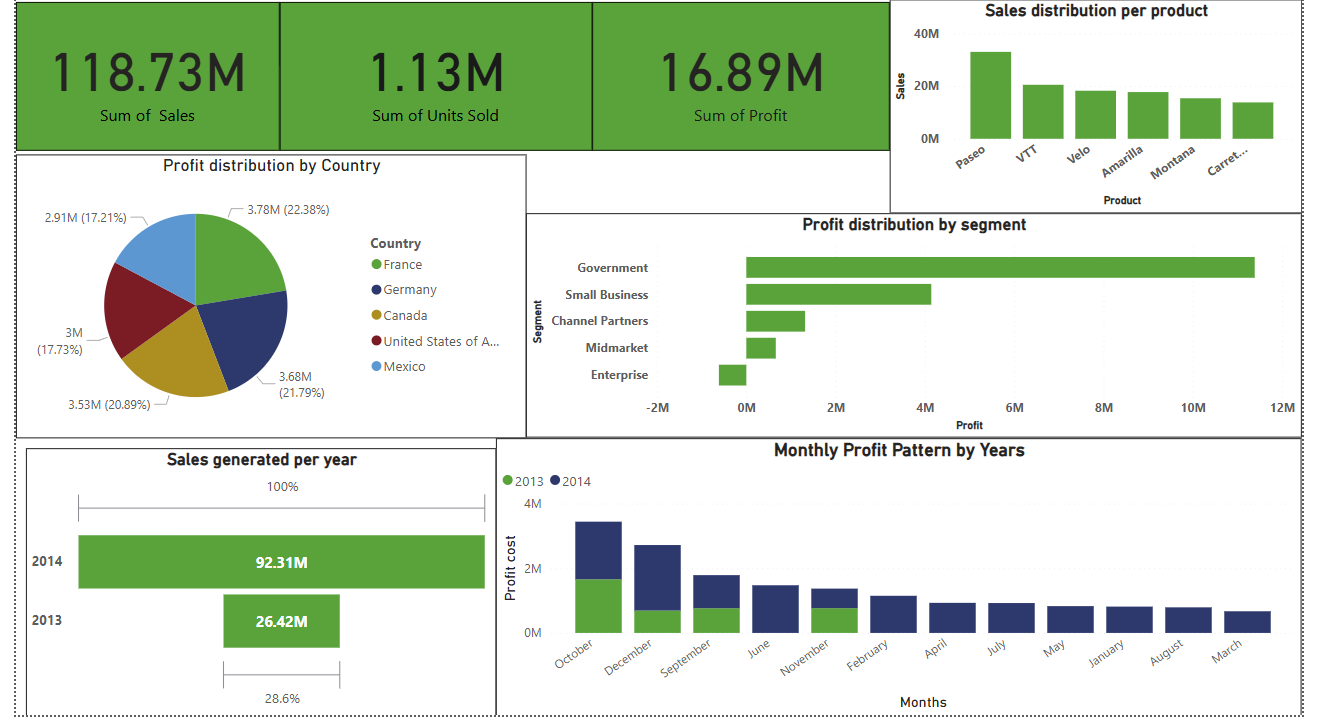 118.73M
Sum of Sales
1.13M
Sum of Units Sold
16.89M
Sum of Profit
Sales distribution per product
40M
20M
0M
Sales
Paseo
VTT
Velo
Amarilla
Montana
Carret...
Product
Profit distribution by Country
2.91M (17.21%)
3.78M (22.38%)
3M
(17.73%)
3.68M
(21.79%)
3.53M (20.89%)
Country
France
Germany
Canada
United States of A...
Mexico
Profit distribution by segment
Segment
Government
Small Business
Channel Partners
Midmarket
Enterprise
-2M 0M 2M 4M 6M 8M 10M 12M
Profit
Sales generated per year
100%
2014 92.31M
2013 26.42M
28.6%
Monthly Profit Pattern by Years
2013 2014
4M
2M
0M
Profit cost
October
December
September
June
November
February
April
July
May
January
August
March
Months